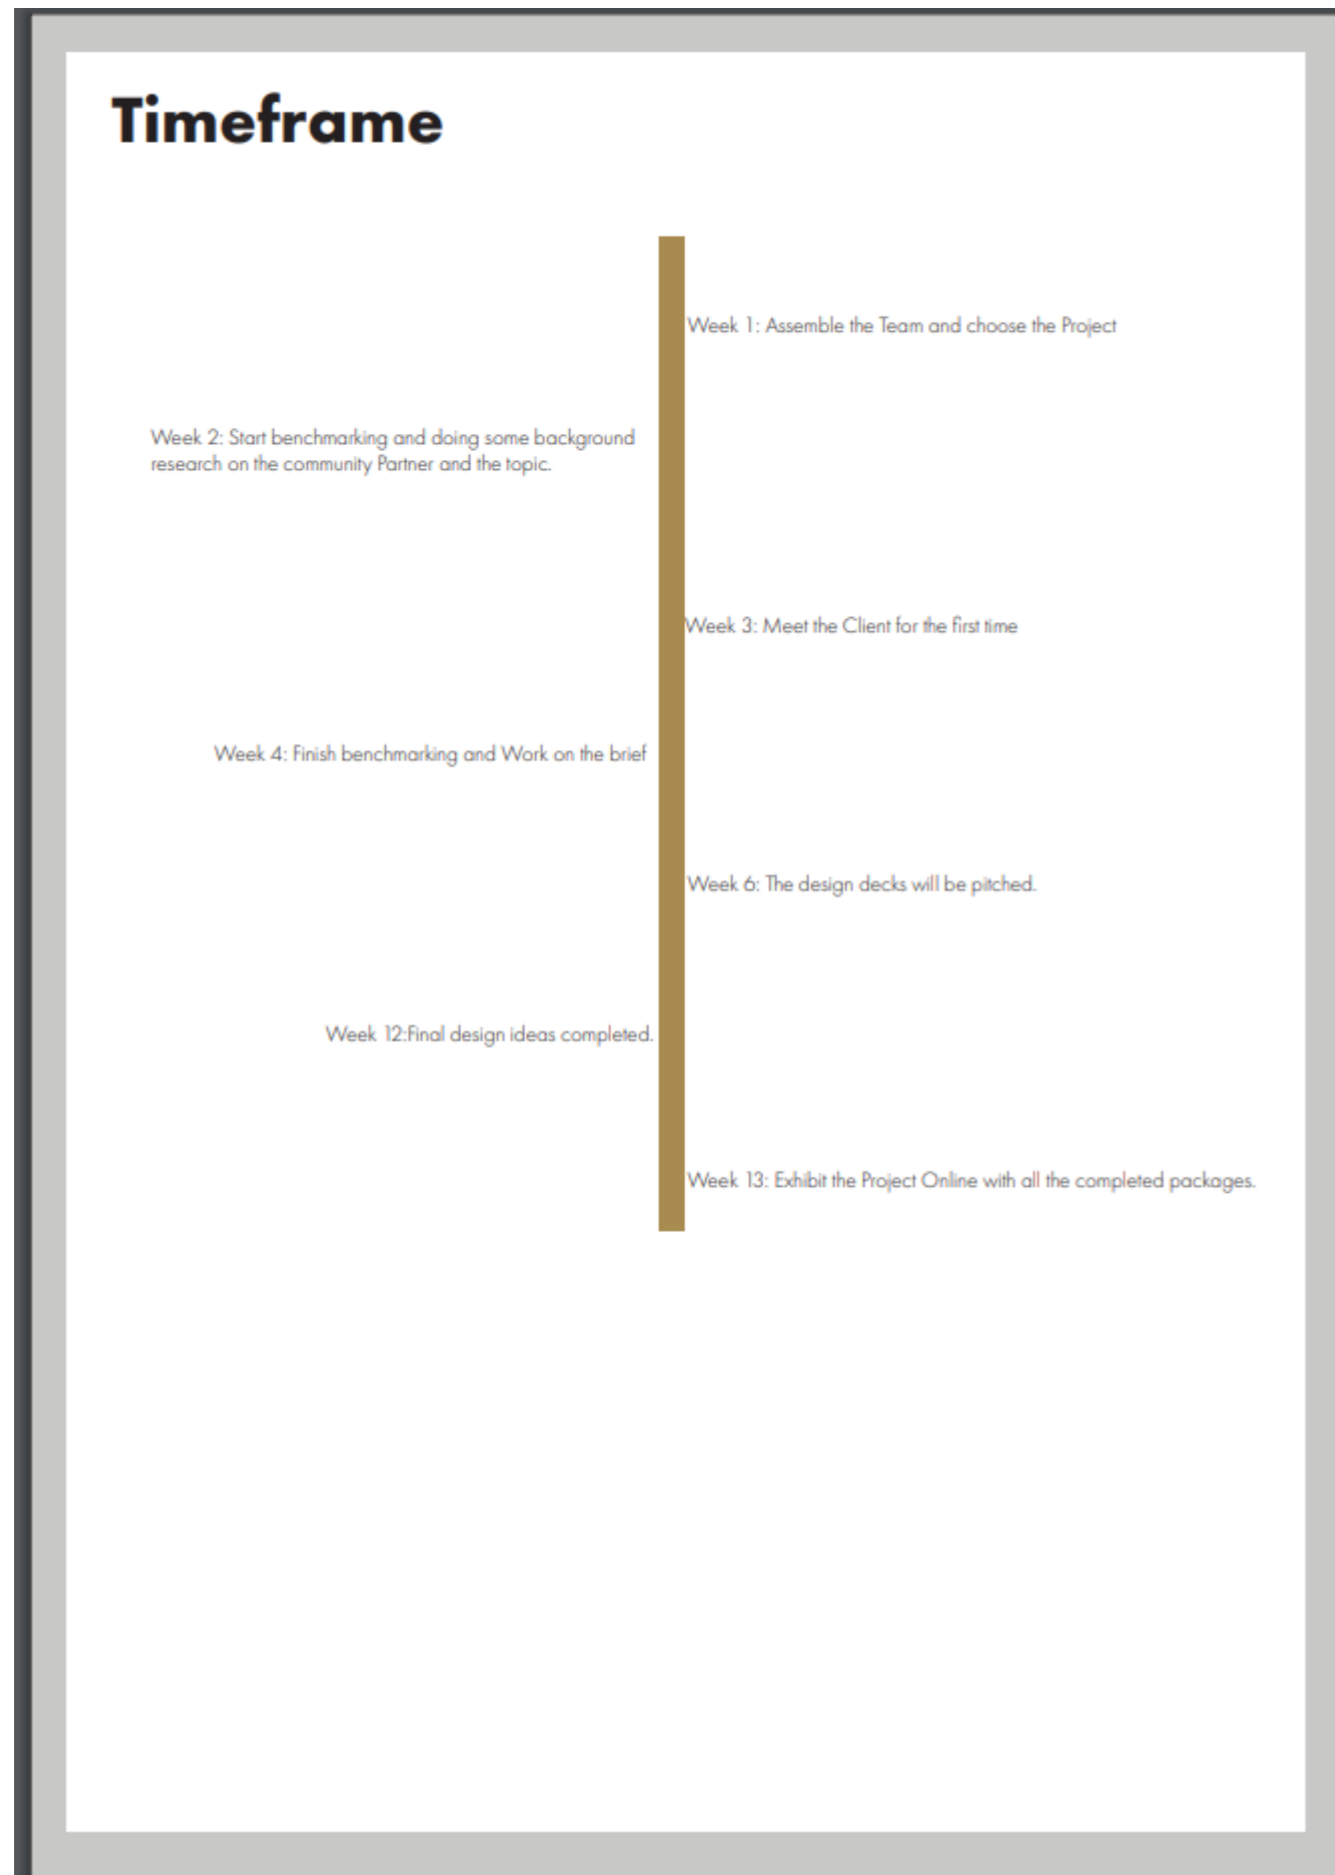 Timeframe
Week 1: Assemble the Team and choose the Project
Week 2: Start benchmarking and doing some background
research on the community Partner and the topic.
Week 3: Meet the Client for the first time
Week 4: Finish benchmarking and Work on the brief
Week 6: The design decks will be pitched.
Week 12:Final design ideas completed.
Week 13: Exhibit the Project Online with all the completed packages.